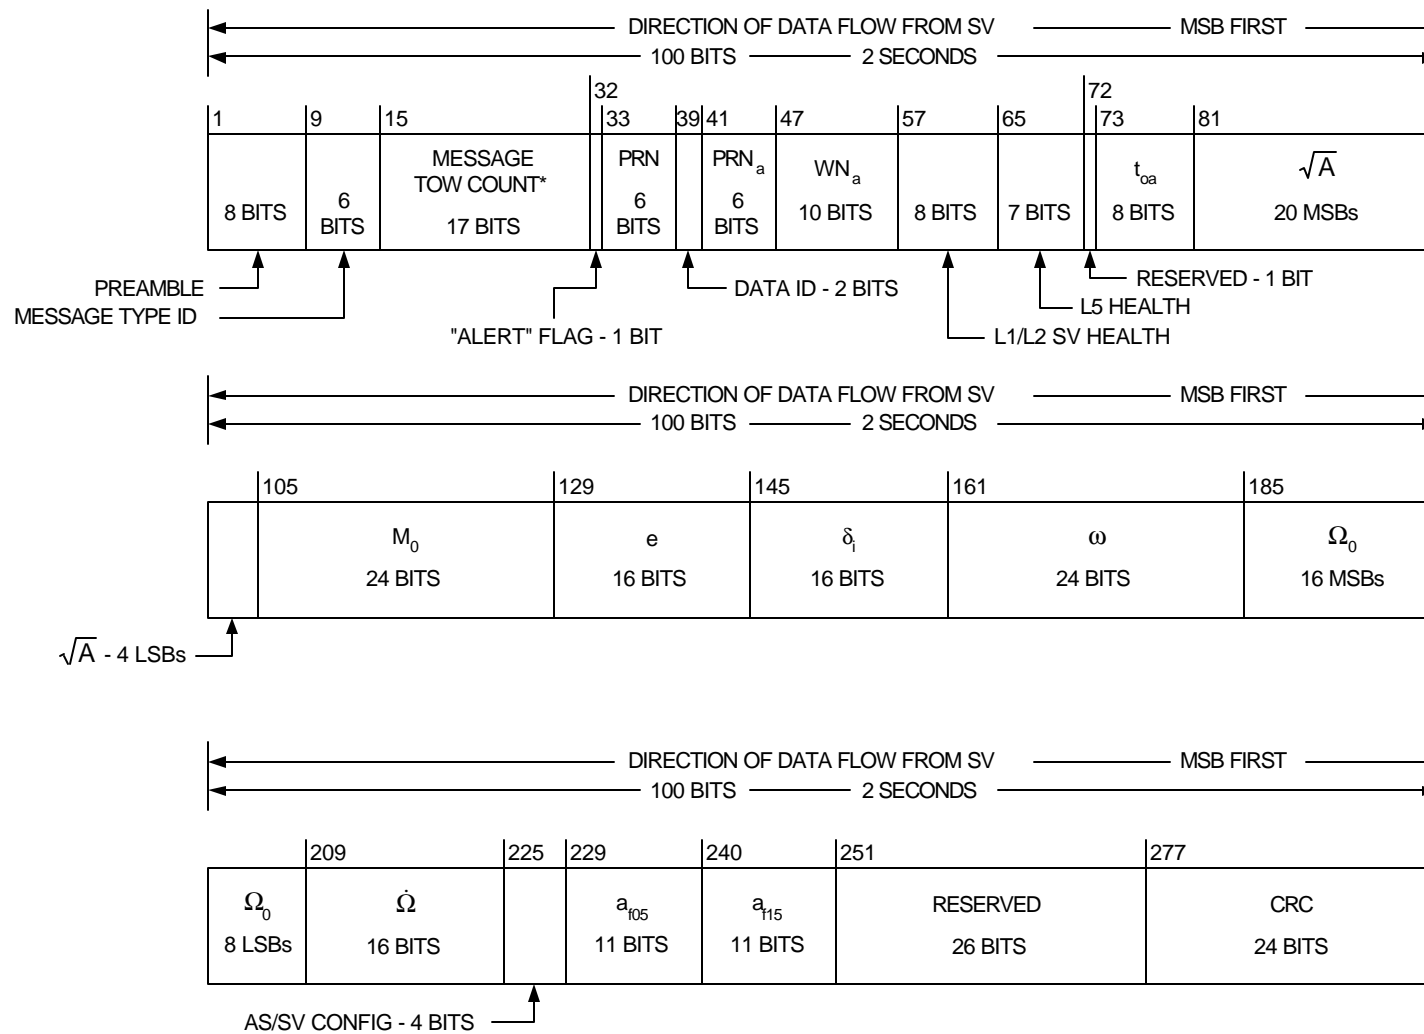 DIRECTION OF DATA FLOW FROM SV MSB FIRST
100 BITS 2 SECONDS
32 72
1 9 15 33 39 41 47 57 65 73 81
MESSAGE TOW COUNT* PRN PRNa WNa toa √A
8 BITS 6 BITS 17 BITS 6 BITS 6 BITS 10 BITS 8 BITS 7 BITS 8 BITS 20 MSBs
PREAMBLE DATA ID - 2 BITS RESERVED - 1 BIT
MESSAGE TYPE ID L5 HEALTH
"ALERT" FLAG - 1 BIT L1/L2 SV HEALTH
DIRECTION OF DATA FLOW FROM SV MSB FIRST
100 BITS 2 SECONDS
105 129 145 161 185
M0 e δi ω Ω0
24 BITS 16 BITS 16 BITS 24 BITS 16 MSBs
√A - 4 LSBs
DIRECTION OF DATA FLOW FROM SV MSB FIRST
100 BITS 2 SECONDS
209 225 229 240 251 277
Ω0 Ω̇ af05 af15 RESERVED CRC
8 LSBs 16 BITS 11 BITS 11 BITS 26 BITS 24 BITS
AS/SV CONFIG - 4 BITS